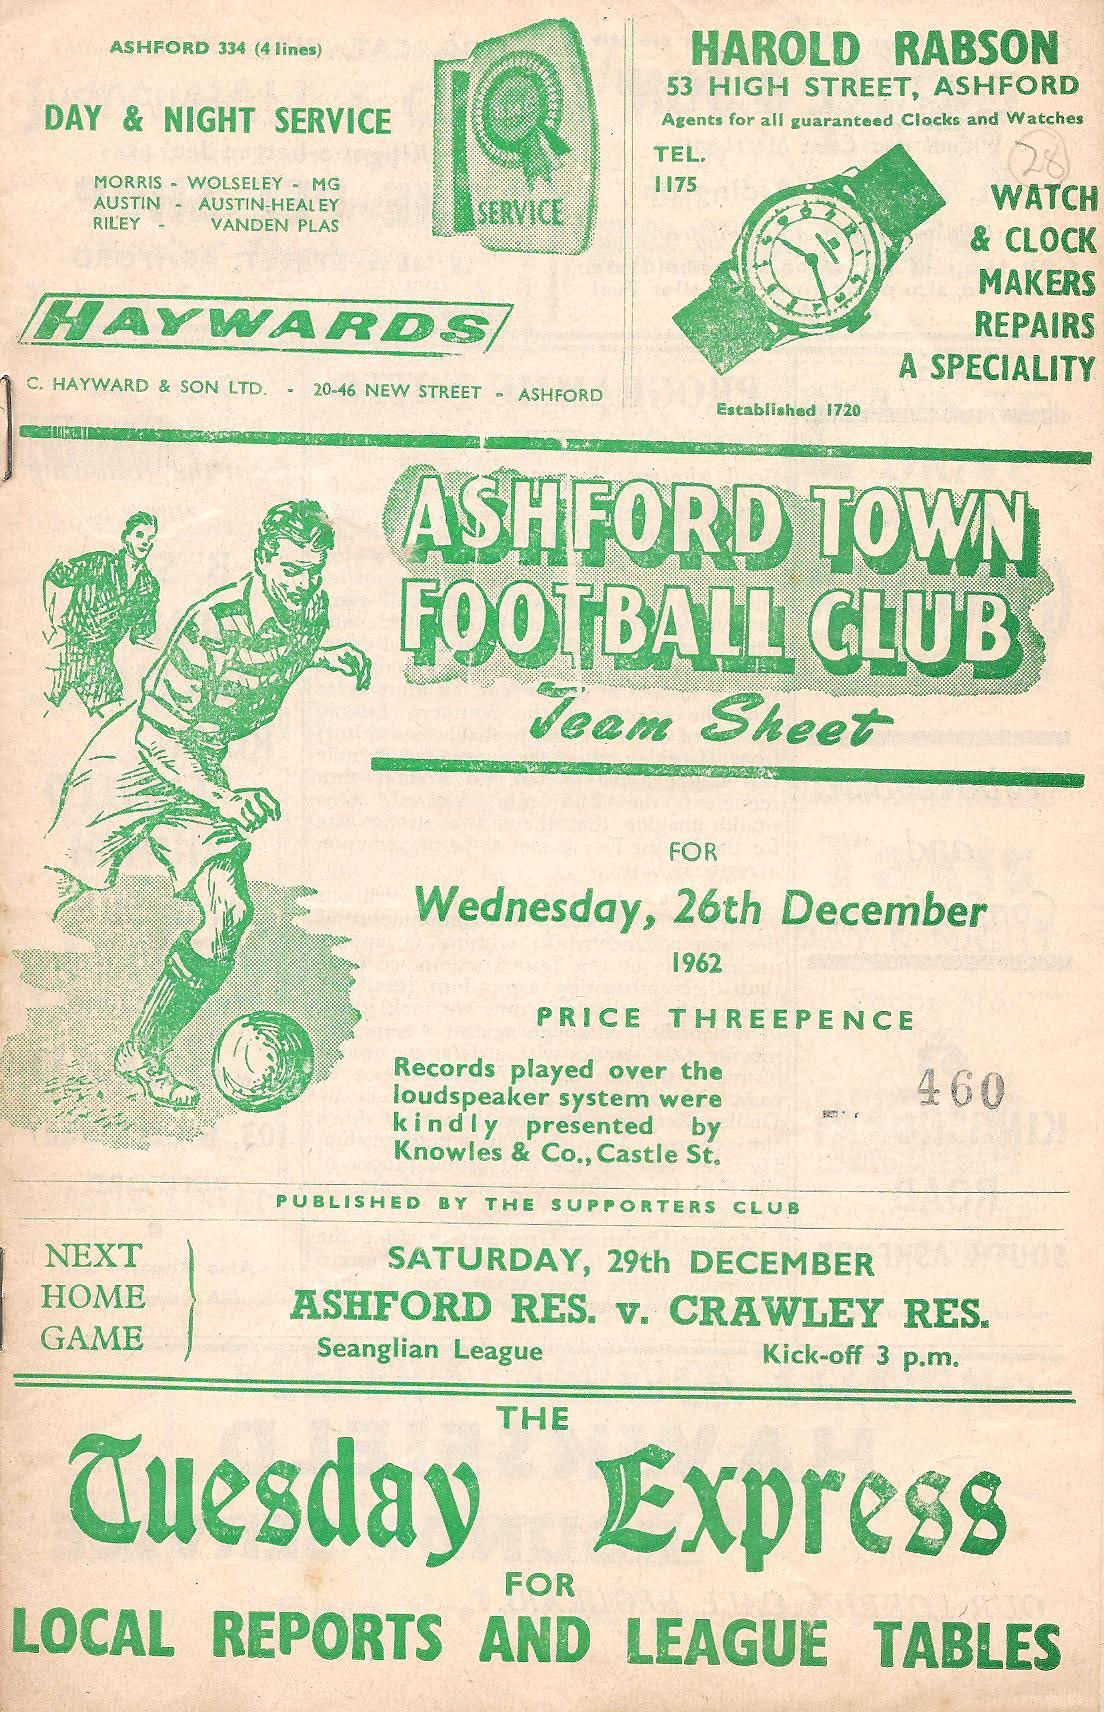 ASHFORD 334 (4 lines)
DAY & NIGHT SERVICE
MORRIS - WOLSELEY - MG
AUSTIN - AUSTIN-HEALEY
RILEY - VANDEN PLAS
SERVICE
HAYWARDS
C. HAYWARD & SON LTD. - 20-46 NEW STREET - ASHFORD
HAROLD RABSON
53 HIGH STREET, ASHFORD
Agents for all guaranteed Clocks and Watches
TEL.
1175
28
WATCH
& CLOCK
MAKERS
REPAIRS
A SPECIALITY
Established 1720
ASHFORD TOWN
FOOTBALL CLUB
Team Sheet
FOR
Wednesday, 26th December
1962
PRICE THREEPENCE
Records played over the
loudspeaker system were
kindly presented by
Knowles & Co., Castle St.
460
PUBLISHED BY THE SUPPORTERS CLUB
NEXT
HOME
GAME
SATURDAY, 29th DECEMBER
ASHFORD RES. v. CRAWLEY RES.
Seanglian League Kick-off 3 p.m.
THE
Tuesday Express
FOR
LOCAL REPORTS AND LEAGUE TABLES